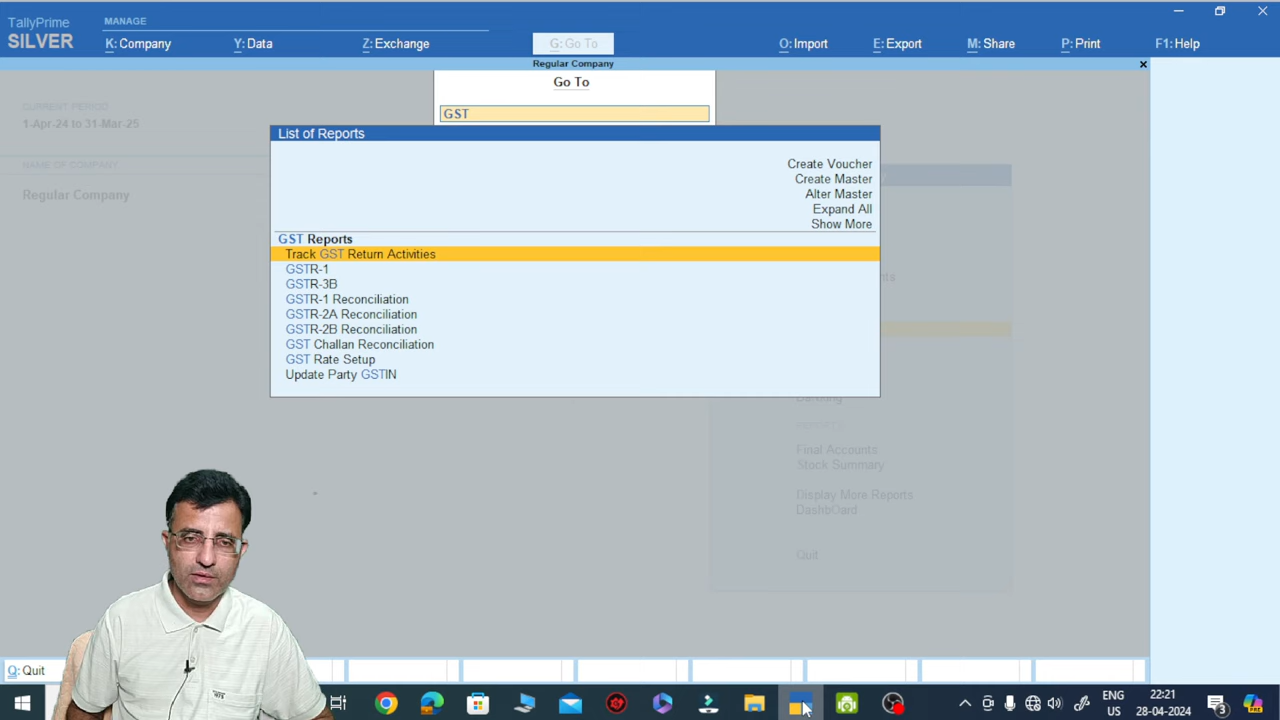 TallyPrime
MANAGE
SILVER
K: Company
Y: Data
Z: Exchange
G: Go To
O: Import
E: Export
M: Share
P: Print
F1: Help
Regular Company
Go To
CURRENT PERIOD
1-Apr-24 to 31-Mar-25
GST
List of Reports
NAME OF COMPANY
Create Voucher
Create Master
Regular Company
Alter Master
Expand All
Show More
GST Reports
Track GST Return Activities
GSTR-1
GSTR-3B
GSTR-1 Reconciliation
GSTR-2A Reconciliation
GSTR-2B Reconciliation
GST Challan Reconciliation
GST Rate Setup
Update Party GSTIN
Banking
REPORTS
Final Accounts
Stock Summary
Display More Reports
DashbOard
Quit
Q: Quit
ENG
US
22:21
28-04-2024
3
PRE